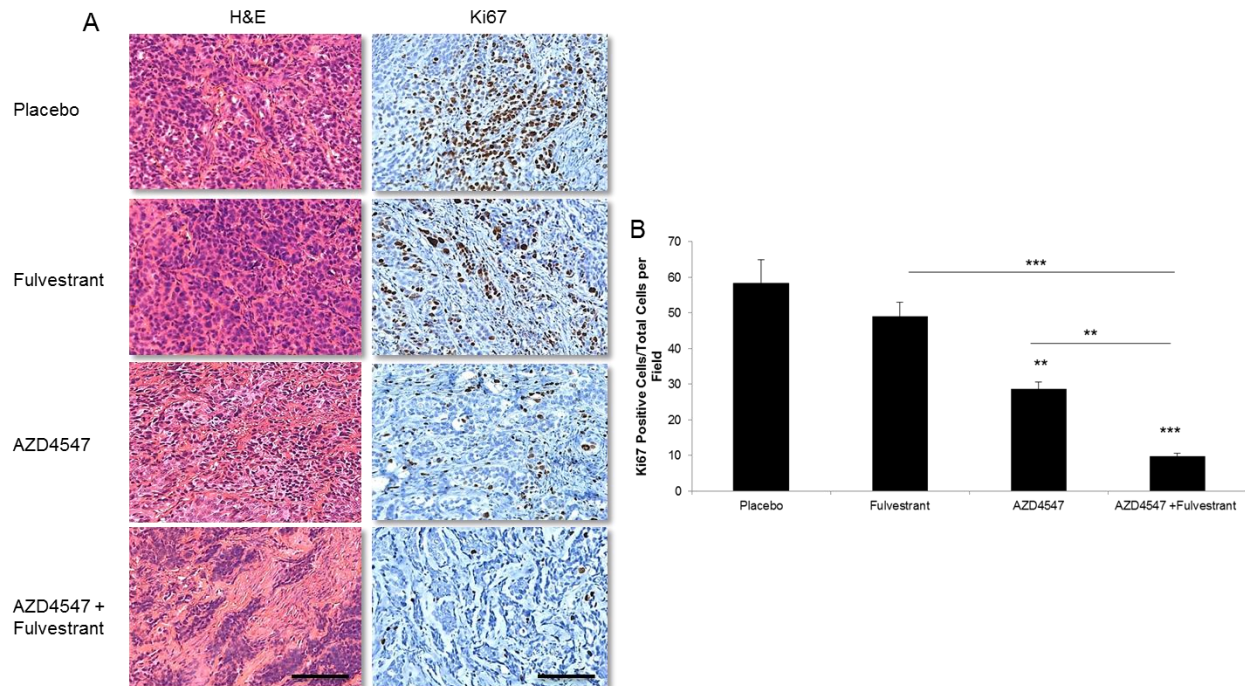 A
H&E
Ki67
Placebo
Fulvestrant
AZD4547
AZD4547 +
Fulvestrant
B
Ki67 Positive Cells/Total Cells per
Field
70
60
50
40
30
20
10
0
***
**
**
***
Placebo
Fulvestrant
AZD4547
AZD4547 +Fulvestrant